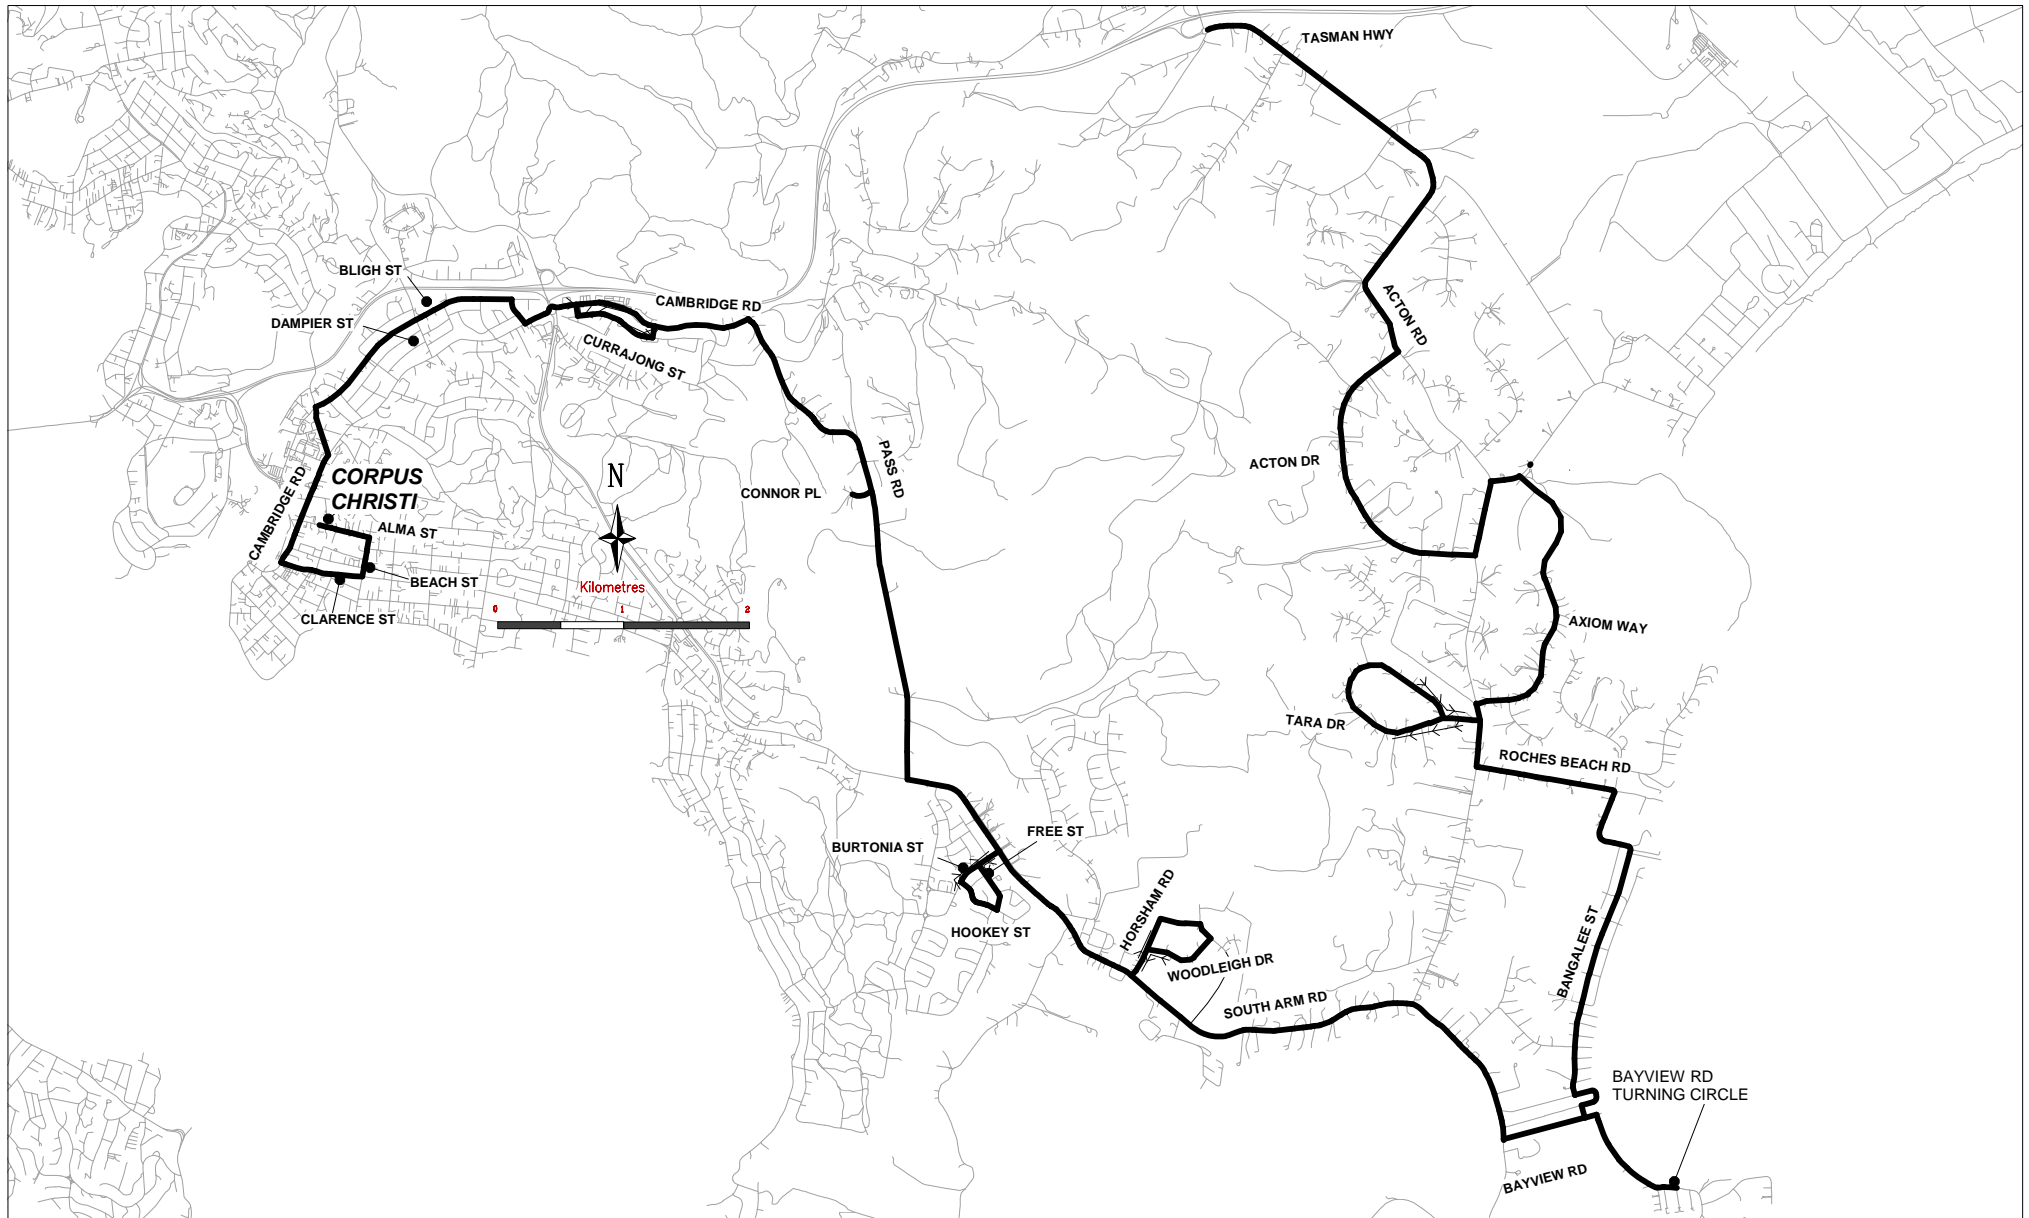 TASMAN HWY
BLIGH ST
CAMBRIDGE RD
DAMPIER ST
ACTON RD
CURRAJONG ST
PASS RD
ACTON DR
CORPUS
CHRISTI
N
CONNOR PL
CAMBRIDGE RD
ALMA ST
BEACH ST
Kilometres
0 1 2
CLARENCE ST
AXIOM WAY
TARA DR
ROCHES BEACH RD
FREE ST
BURTONIA ST
HORSHAM RD
HOOKEY ST
BANGALEE ST
WOODLEIGH DR
SOUTH ARM RD
BAYVIEW RD
TURNING CIRCLE
BAYVIEW RD